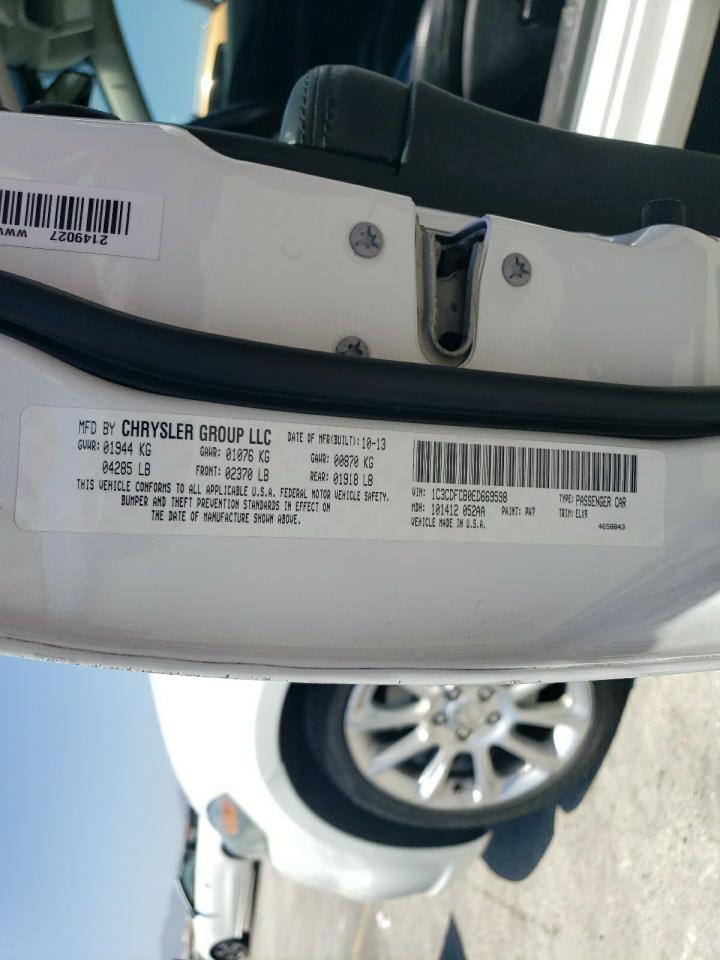 2149027
MFD BY CHRYSLER GROUP LLC DATE OF MFR(BUILT): 10-13
GVWR: 01944 KG GAWR: 01076 KG GAWR: 00870 KG
04285 LB FRONT: 02370 LB REAR: 01918 LB
THIS VEHICLE CONFORMS TO ALL APPLICABLE U.S.A. FEDERAL MOTOR VEHICLE SAFETY,
BUMPER AND THEFT PREVENTION STANDARDS IN EFFECT ON
THE DATE OF MANUFACTURE SHOWN ABOVE.
VIN: 1C3CDFCB0ED669598 TYPE: PASSENGER CAR
MDH: 101412 052AA PAINT: PW7 TRIM: ELX9
VEHICLE MADE IN U.S.A. 4658843